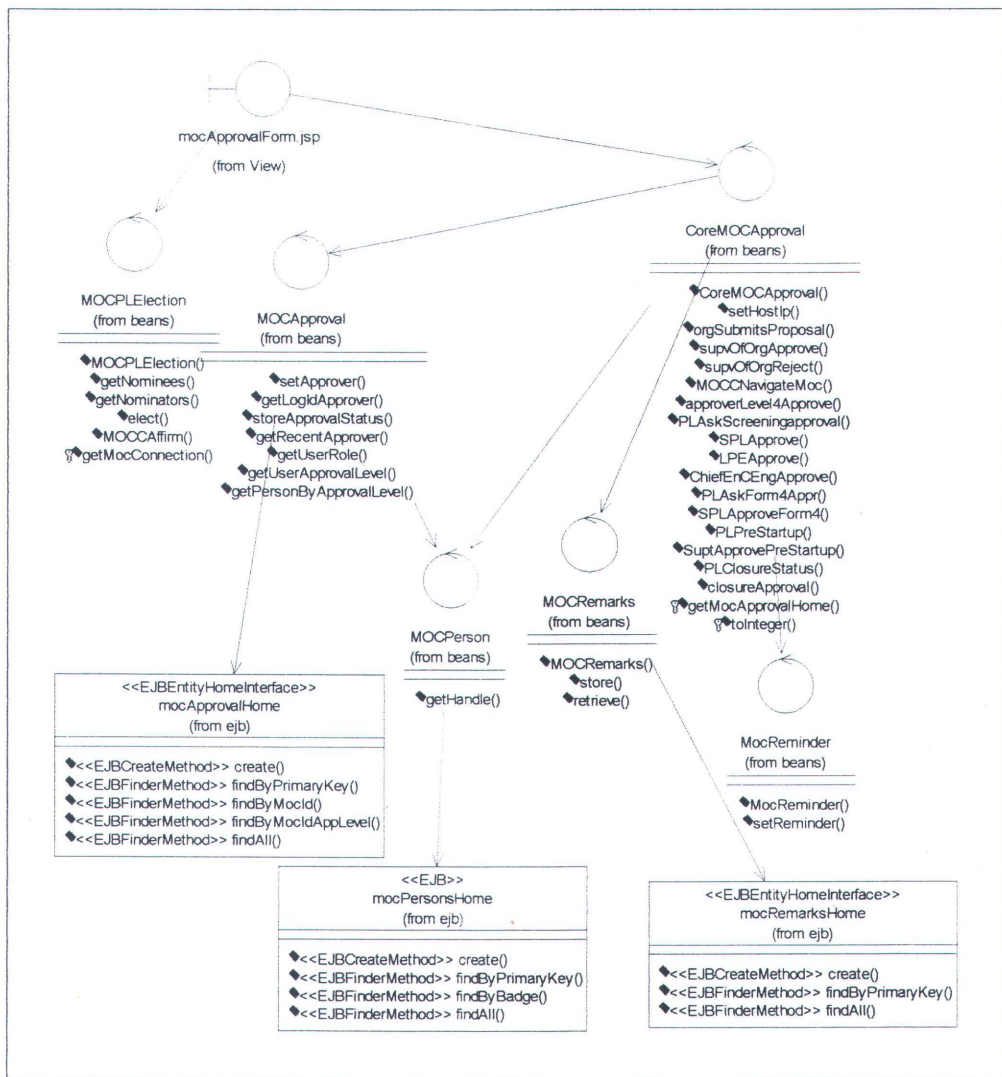 mocApprovalForm.jsp
(from View)
MOCPLElection
(from beans)
MOCPLElection()
getNominees()
getNominators()
elect()
MOCCAffirm()
getMocConnection()
MOCApproval
(from beans)
setApprover()
getLogIdApprover()
storeApprovalStatus()
getRecentApprover()
getUserRole()
getUserApprovalLevel()
getPersonByApprovalLevel()
CoreMOCApproval
(from beans)
CoreMOCApproval()
setHostIp()
orgSubmitsProposal()
supvOfOrgApprove()
supvOfOrgReject()
MOCCNavigateMoc()
approverLevel4Approve()
PLAskScreeningapproval()
SPLApprove()
LPEApprove()
ChiefEnCEngApprove()
PLAskForm4Appr()
SPLApproveForm4()
PLPreStartup()
SuptApprovePreStartup()
PLClosureStatus()
closureApproval()
getMocApprovalHome()
toInteger()
MOCPerson
(from beans)
getHandle()
MOCRemarks
(from beans)
MOCRemarks()
store()
retrieve()
MocReminder
(from beans)
MocReminder()
setReminder()
<<EJBEntityHomeInterface>>
mocApprovalHome
(from ejb)
<<EJBCreateMethod>> create()
<<EJBFinderMethod>> findByPrimaryKey()
<<EJBFinderMethod>> findByMocId()
<<EJBFinderMethod>> findByMocIdAppLevel()
<<EJBFinderMethod>> findAll()
<<EJB>>
mocPersonsHome
(from ejb)
<<EJBCreateMethod>> create()
<<EJBFinderMethod>> findByPrimaryKey()
<<EJBFinderMethod>> findByBadge()
<<EJBFinderMethod>> findAll()
<<EJBEntityHomeInterface>>
mocRemarksHome
(from ejb)
<<EJBCreateMethod>> create()
<<EJBFinderMethod>> findByPrimaryKey()
<<EJBFinderMethod>> findAll()